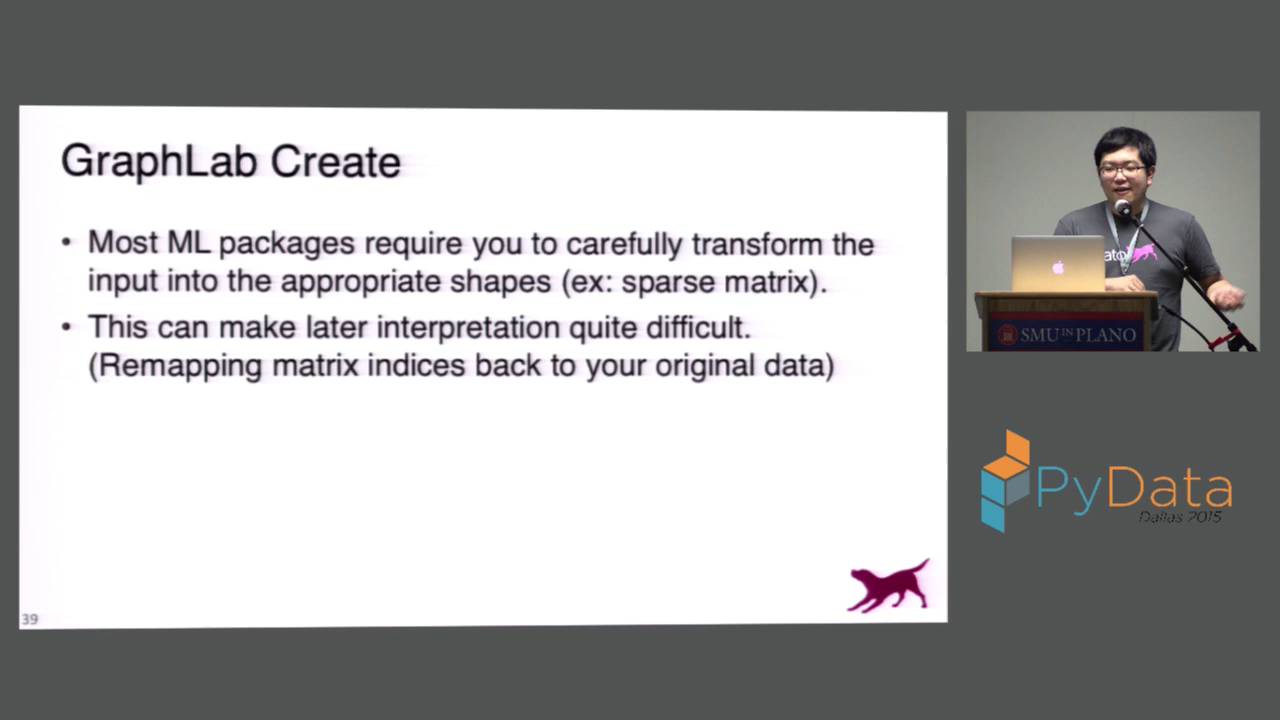 GraphLab Create
• Most ML packages require you to carefully transform the
input into the appropriate shapes (ex: sparse matrix).
• This can make later interpretation quite difficult.
(Remapping matrix indices back to your original data)
39
ato
SMU IN PLANO
PyData
Dallas 2015